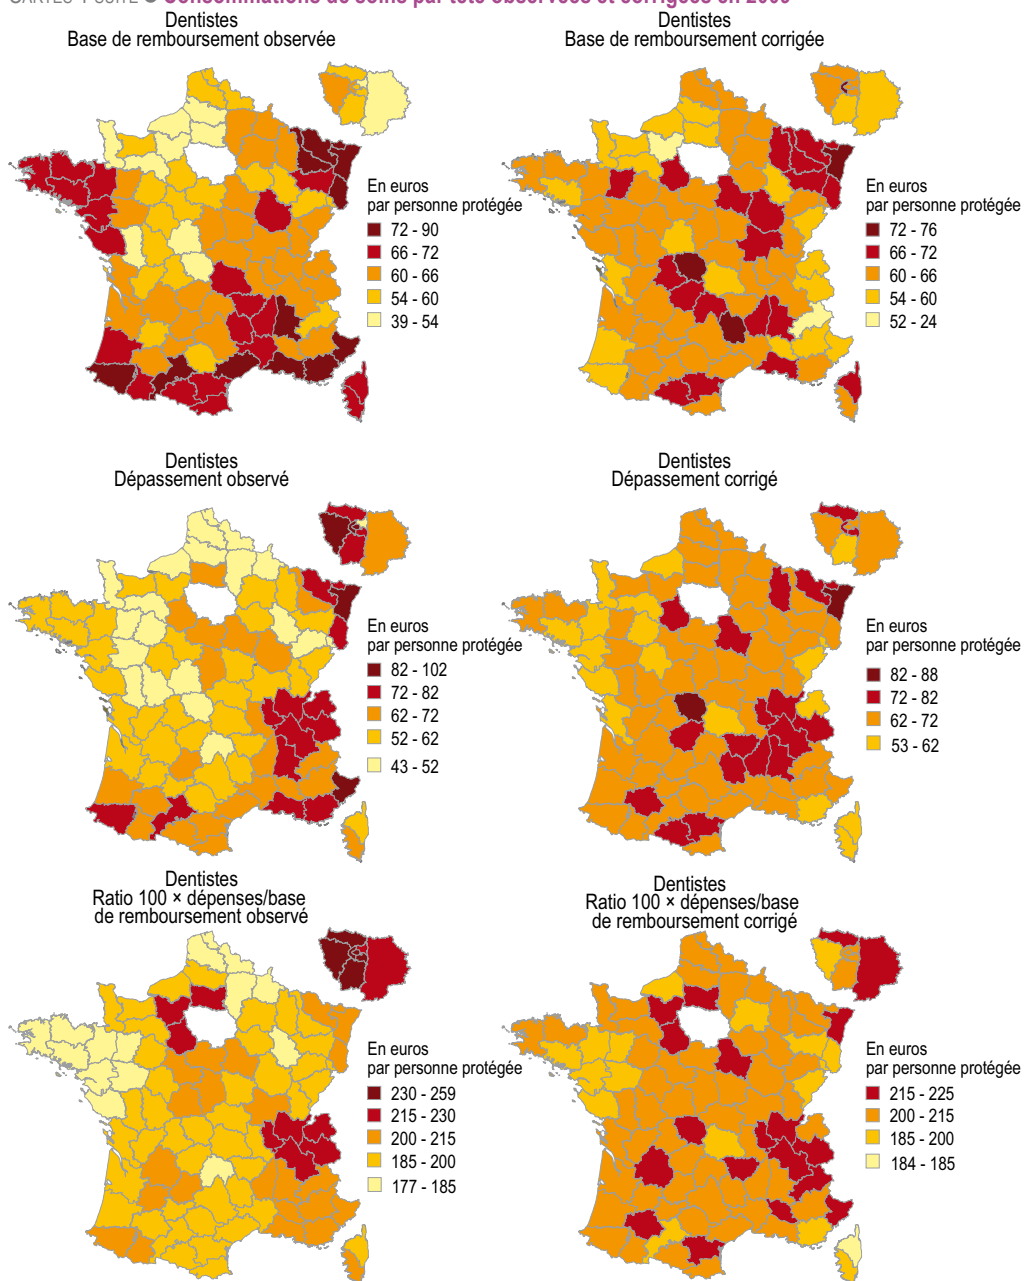 Dentistes
Base de remboursement observée
Dentistes
Base de remboursement corrigée
En euros
par personne protégée
72 - 90
66 - 72
60 - 66
54 - 60
39 - 54
En euros
par personne protégée
72 - 76
66 - 72
60 - 66
54 - 60
52 - 24
Dentistes
Dépassement observé
Dentistes
Dépassement corrigé
En euros
par personne protégée
82 - 102
72 - 82
62 - 72
52 - 62
43 - 52
En euros
par personne protégée
82 - 88
72 - 82
62 - 72
53 - 62
Dentistes
Ratio 100 × dépenses/base
de remboursement observé
Dentistes
Ratio 100 × dépenses/base
de remboursement corrigé
En euros
par personne protégée
230 - 259
215 - 230
200 - 215
185 - 200
177 - 185
En euros
par personne protégée
215 - 225
200 - 215
185 - 200
184 - 185